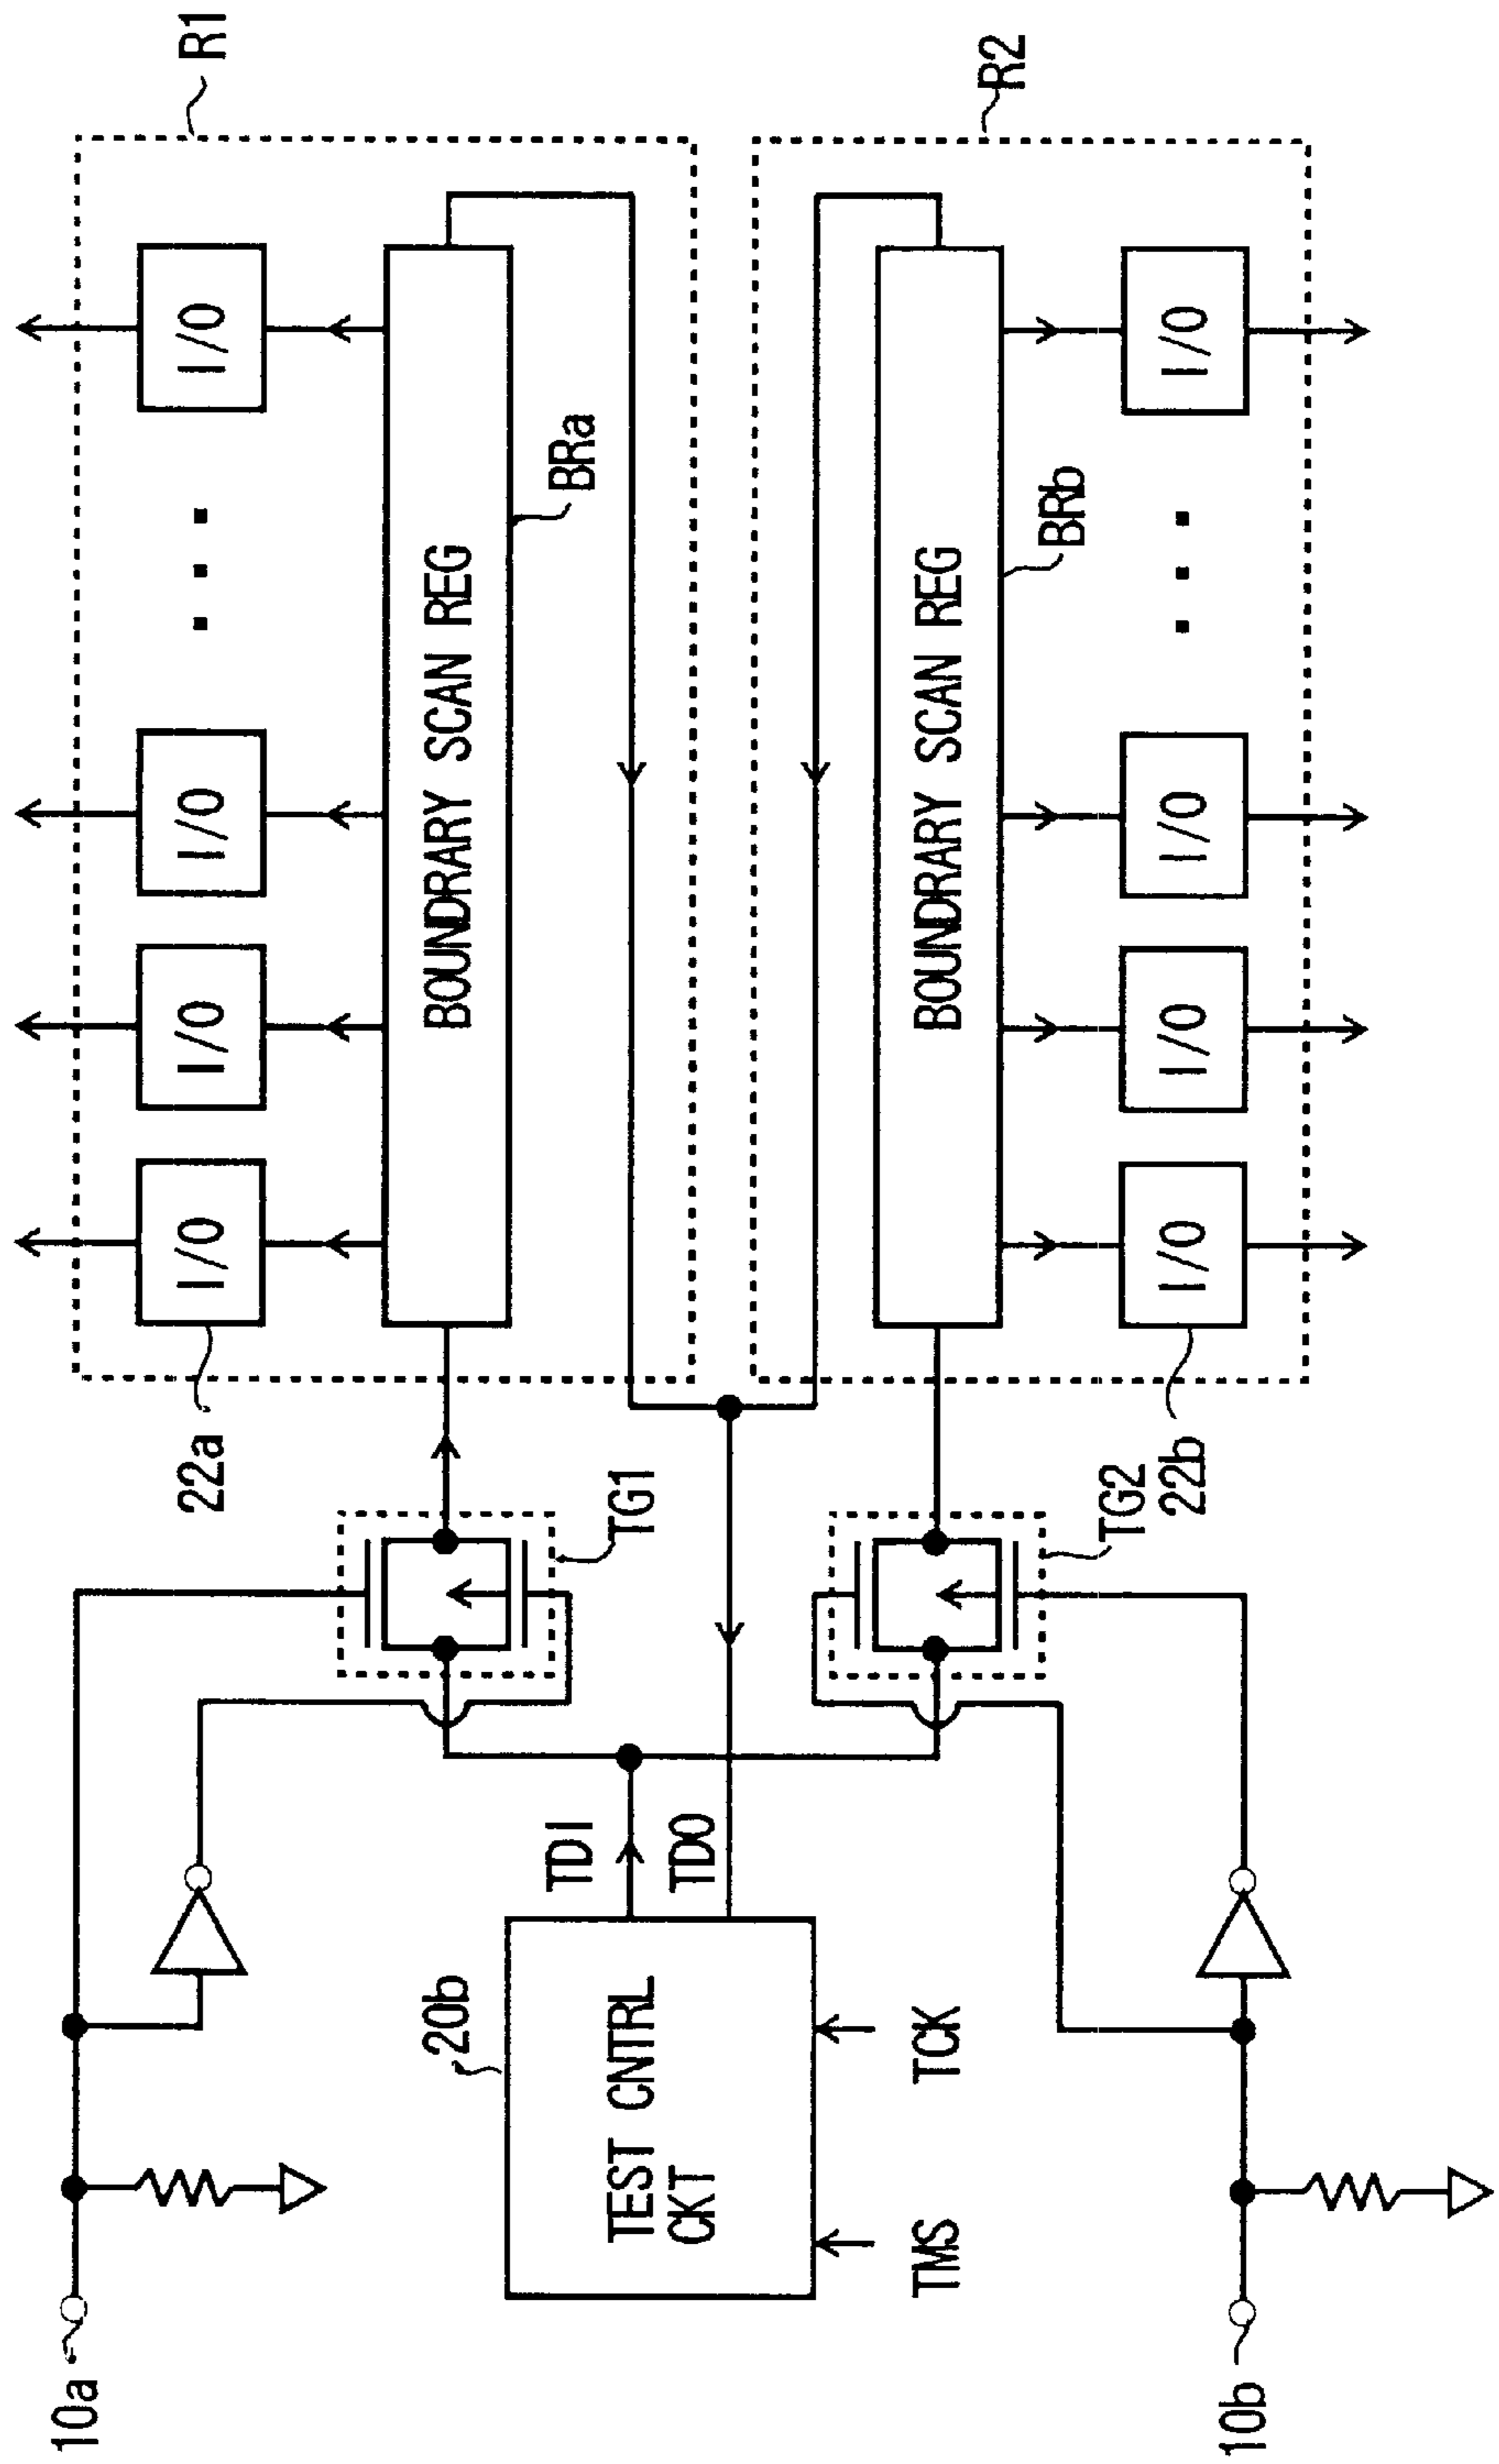 R1
I/O
I/O
I/O
I/O
22a
BOUNDRARY SCAN REG
BRa
10a
TG1
TDI
TDO
20b
TEST CNTRL
CKT
TCK
TMS
R2
BOUNDRARY SCAN REG
BRb
TG2
22b
I/O
I/O
I/O
I/O
10b